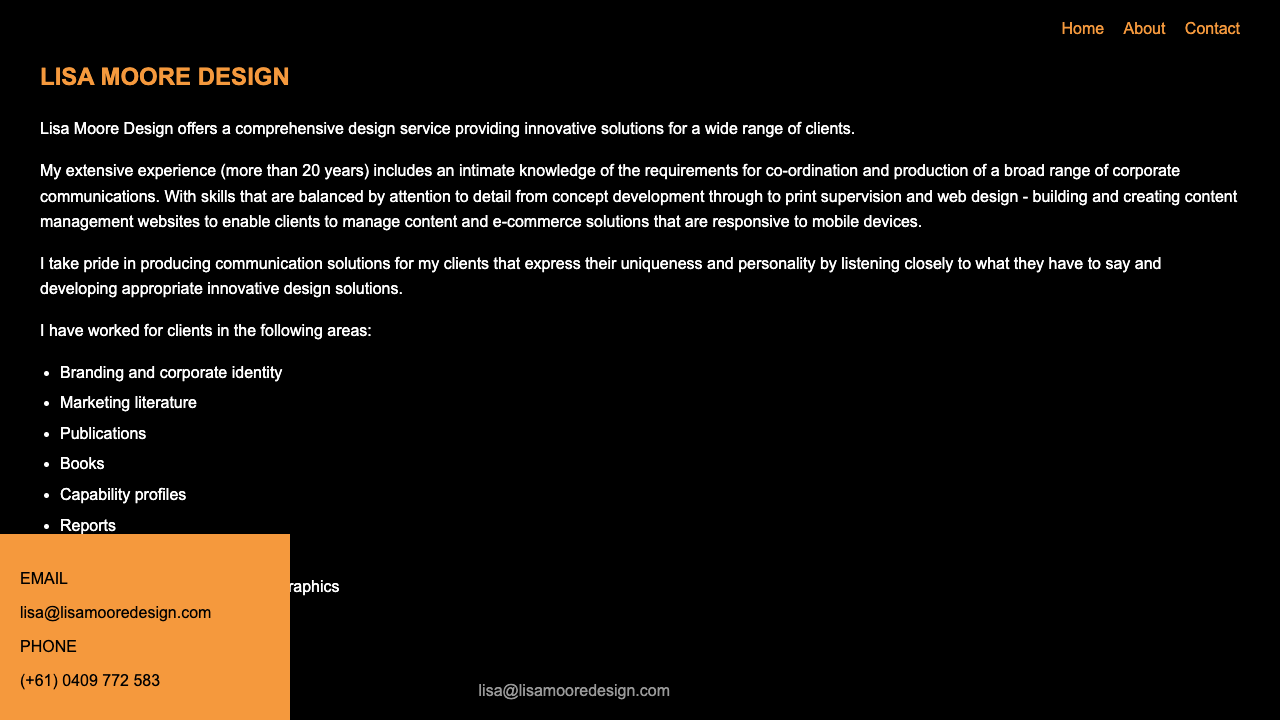 Home About Contact
LISA MOORE DESIGN
Lisa Moore Design offers a comprehensive design service providing innovative solutions for a wide range of clients.
My extensive experience (more than 20 years) includes an intimate knowledge of the requirements for co-ordination and production of a broad range of corporate
communications. With skills that are balanced by attention to detail from concept development through to print supervision and web design - building and creating content
management websites to enable clients to manage content and e-commerce solutions that are responsive to mobile devices.
I take pride in producing communication solutions for my clients that express their uniqueness and personality by listening closely to what they have to say and
developing appropriate innovative design solutions.
I have worked for clients in the following areas:
Branding and corporate identity
Marketing literature
Publications
Books
Capability profiles
Reports
EMAIL
lisa@lisamooredesign.com
PHONE
(+61) 0409 772 583
lisa@lisamooredesign.com